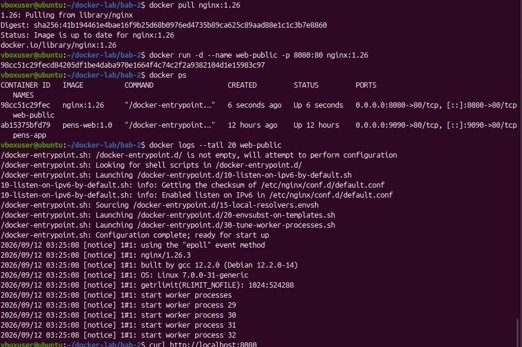 vboxuser@ubuntu:~/docker-lab/bab-2$ docker pull nginx:1.26
1.26: Pulling from library/nginx
Digest: sha256:41b194461e4bae16f9b25d68b0976ed4735b89ca625c89aad88e1c1c3b7e8860
Status: Image is up to date for nginx:1.26
docker.io/library/nginx:1.26
vboxuser@ubuntu:~/docker-lab/bab-2$ docker run -d --name web-public -p 8080:80 nginx:1.26
98cc51c29fecd84205df1be4daba970e1664f4c74c2f2a9382104d1e15983c97
vboxuser@ubuntu:~/docker-lab/bab-2$ docker ps
CONTAINER ID IMAGE COMMAND CREATED STATUS PORTS
NAMES
98cc51c29fec nginx:1.26 "/docker-entrypoint.…" 6 seconds ago Up 6 seconds 0.0.0.0:8080->80/tcp, [::]:8080->80/tcp
web-public
ab15375bfd79 pens-web:1.0 "/docker-entrypoint.…" 12 hours ago Up 12 hours 0.0.0.0:9090->80/tcp, [::]:9090->80/tcp
pens-app
vboxuser@ubuntu:~/docker-lab/bab-2$ docker logs --tail 20 web-public
/docker-entrypoint.sh: /docker-entrypoint.d/ is not empty, will attempt to perform configuration
/docker-entrypoint.sh: Looking for shell scripts in /docker-entrypoint.d/
/docker-entrypoint.sh: Launching /docker-entrypoint.d/10-listen-on-ipv6-by-default.sh
10-listen-on-ipv6-by-default.sh: info: Getting the checksum of /etc/nginx/conf.d/default.conf
10-listen-on-ipv6-by-default.sh: info: Enabled listen on IPv6 in /etc/nginx/conf.d/default.conf
/docker-entrypoint.sh: Sourcing /docker-entrypoint.d/15-local-resolvers.envsh
/docker-entrypoint.sh: Launching /docker-entrypoint.d/20-envsubst-on-templates.sh
/docker-entrypoint.sh: Launching /docker-entrypoint.d/30-tune-worker-processes.sh
/docker-entrypoint.sh: Configuration complete; ready for start up
2026/09/12 03:25:08 [notice] 1#1: using the "epoll" event method
2026/09/12 03:25:08 [notice] 1#1: nginx/1.26.3
2026/09/12 03:25:08 [notice] 1#1: built by gcc 12.2.0 (Debian 12.2.0-14)
2026/09/12 03:25:08 [notice] 1#1: OS: Linux 7.0.0-31-generic
2026/09/12 03:25:08 [notice] 1#1: getrlimit(RLIMIT_NOFILE): 1024:524288
2026/09/12 03:25:08 [notice] 1#1: start worker processes
2026/09/12 03:25:08 [notice] 1#1: start worker process 29
2026/09/12 03:25:08 [notice] 1#1: start worker process 30
2026/09/12 03:25:08 [notice] 1#1: start worker process 31
2026/09/12 03:25:08 [notice] 1#1: start worker process 32
vboxuser@ubuntu:~/docker-lab/bab-2$ curl http://localhost:8080